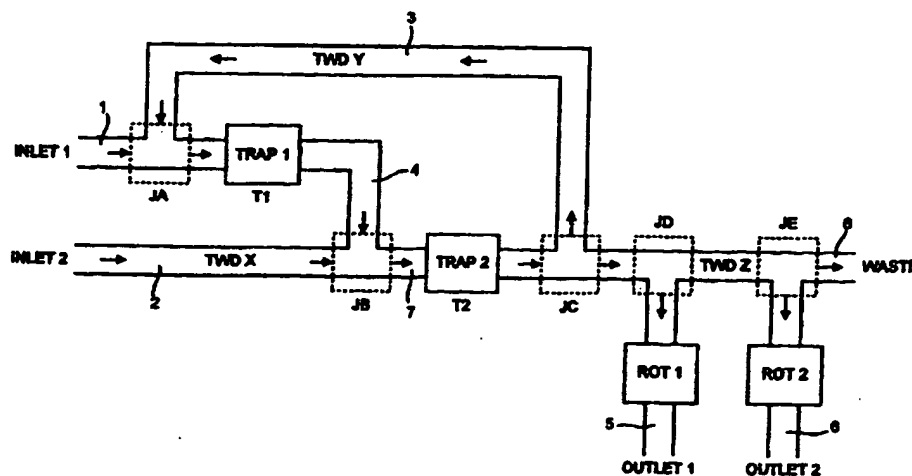 3
TWD Y
1
INLET 1
TRAP 1
4
JA
T1
JD
JE
8
INLET 2
TWD X
TRAP 2
TWD Z
WASTE
2
JB
7
T2
JC
ROT 1
ROT 2
5
6
OUTLET 1
OUTLET 2